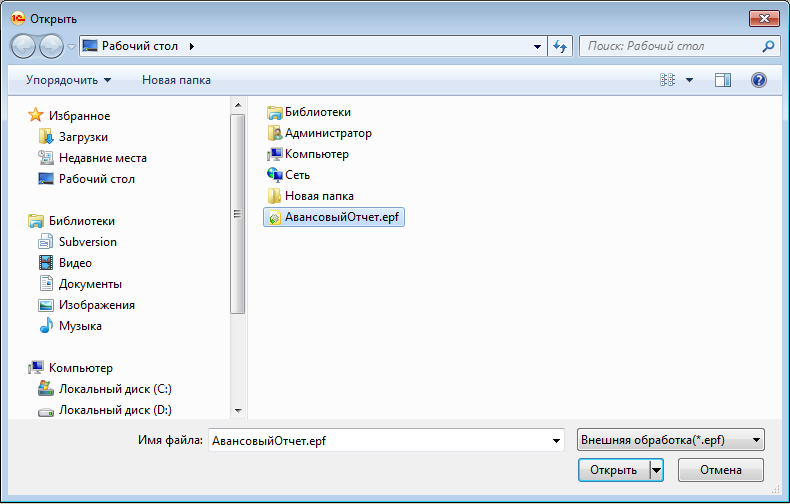 Открыть
Рабочий стол
Поиск: Рабочий стол
Упорядочить
Новая папка
Избранное
Загрузки
Недавние места
Рабочий стол
Библиотеки
Subversion
Видео
Документы
Изображения
Музыка
Компьютер
Локальный диск (C:)
Локальный диск (D:)
Библиотеки
Администратор
Компьютер
Сеть
Новая папка
АвансовыйОтчет.epf
Имя файла: АвансовыйОтчет.epf
Внешняя обработка(*.epf)
Открыть
Отмена